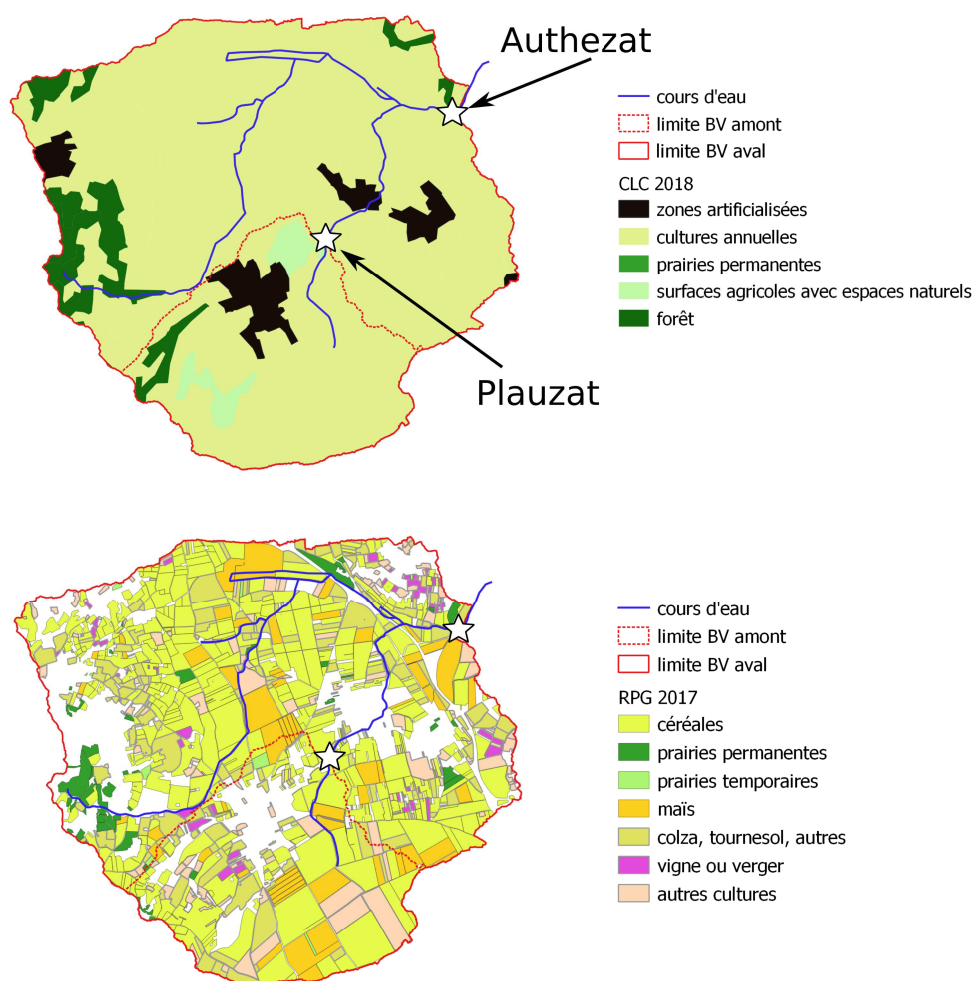 Authezat
cours d'eau
limite BV amont
limite BV aval
CLC 2018
zones artificialisées
cultures annuelles
prairies permanentes
surfaces agricoles avec espaces naturels
forêt
Plauzat
cours d'eau
limite BV amont
limite BV aval
RPG 2017
céréales
prairies permanentes
prairies temporaires
maïs
colza, tournesol, autres
vigne ou verger
autres cultures